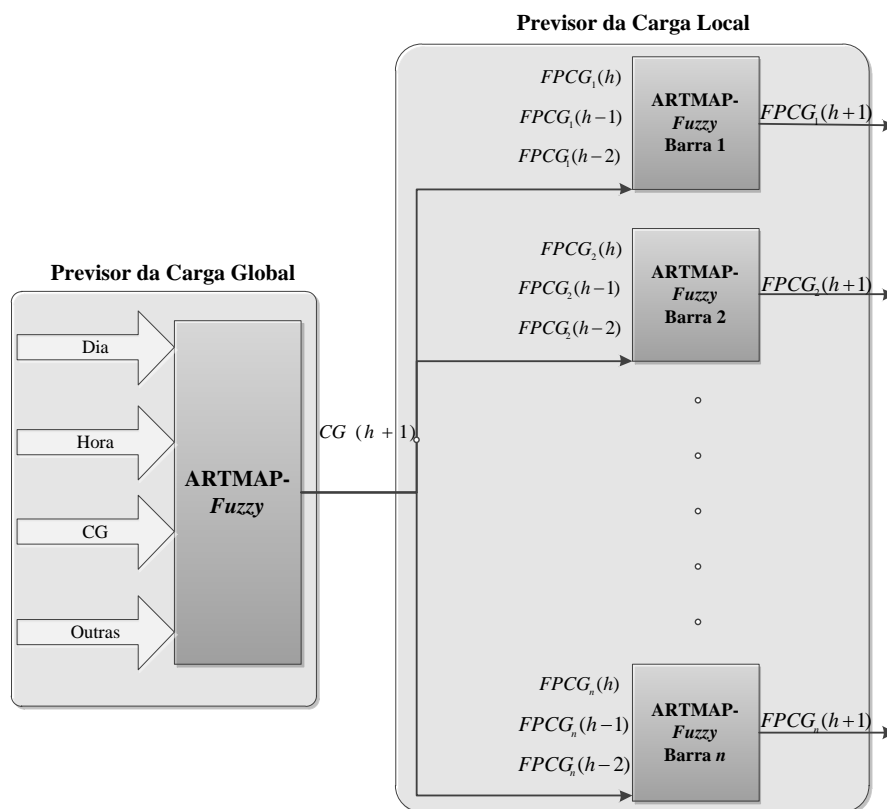 Previsor da Carga Local
FPCG₁(h)
FPCG₁(h−1)
FPCG₁(h−2)
ARTMAP-
Fuzzy
Barra 1
FPCG₁(h+1)
FPCG₂(h)
FPCG₂(h−1)
FPCG₂(h−2)
ARTMAP-
Fuzzy
Barra 2
FPCG₂(h+1)
Previsor da Carga Global
Dia
Hora
CG
Outras
ARTMAP-
Fuzzy
CG (h+1)
FPCGₙ(h)
FPCGₙ(h−1)
FPCGₙ(h−2)
ARTMAP-
Fuzzy
Barra n
FPCGₙ(h+1)